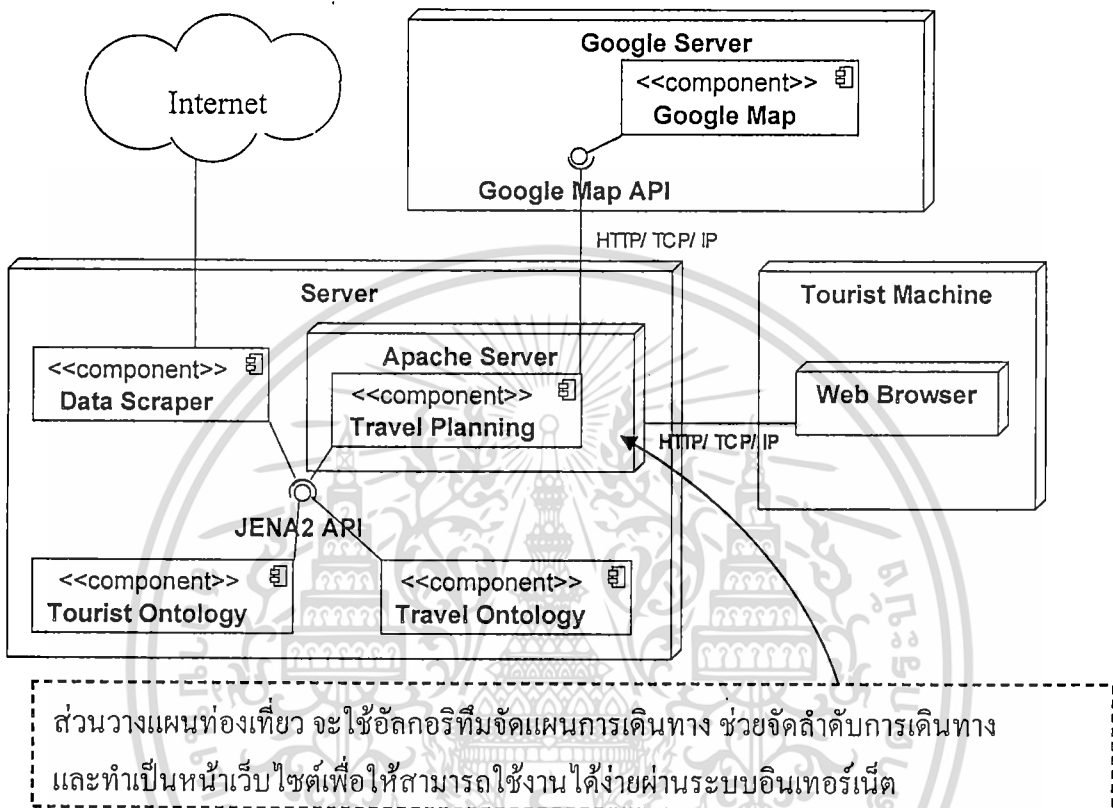 Internet
Google Server
<<component>>
Google Map
Google Map API
HTTP/ TCP/ IP
Server
Tourist Machine
Apache Server
<<component>>
Data Scraper
<<component>>
Travel Planning
Web Browser
HTTP/ TCP/ IP
JENA2 API
<<component>>
Tourist Ontology
<<component>>
Travel Ontology
ส่วนวางแผนท่องเที่ยว จะใช้อัลกอริทึมจัดแผนการเดินทาง ช่วยจัดลำดับการเดินทาง
และทำเป็นหน้าเว็บไซต์เพื่อให้สามารถใช้งานได้ง่ายผ่านระบบอินเทอร์เน็ต